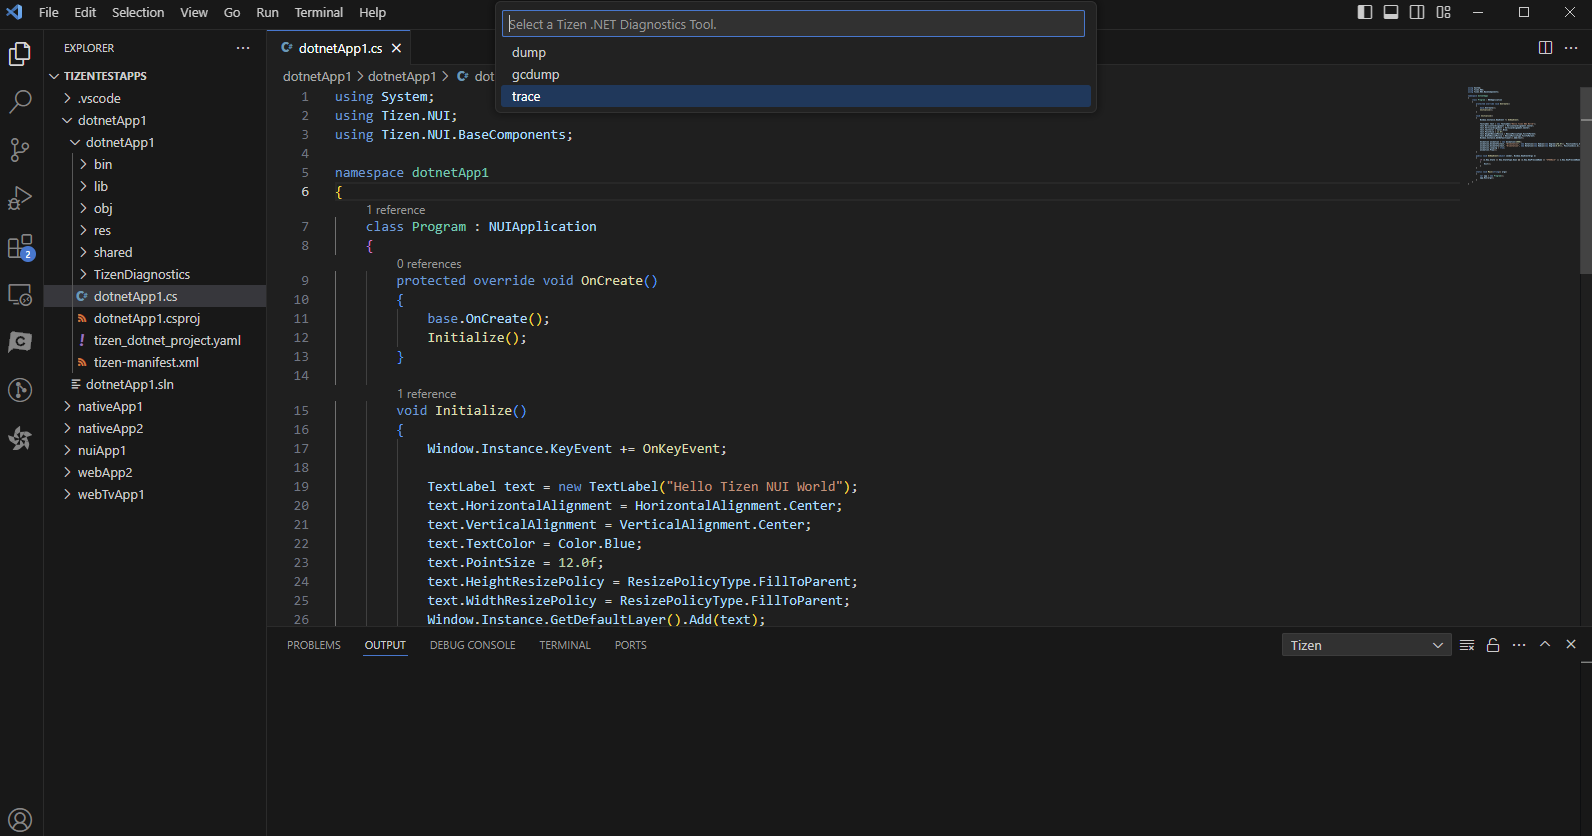 File Edit Selection View Go Run Terminal Help
Select a Tizen .NET Diagnostics Tool.
dump
gcdump
trace
EXPLORER
TIZENTESTAPPS
.vscode
dotnetApp1
dotnetApp1
bin
lib
obj
res
shared
TizenDiagnostics
C# dotnetApp1.cs
dotnetApp1.csproj
! tizen_dotnet_project.yaml
tizen-manifest.xml
dotnetApp1.sln
nativeApp1
nativeApp2
nuiApp1
webApp2
webTvApp1
2
C# dotnetApp1.cs
dotnetApp1 > dotnetApp1 > C# dot
1 using System;
2 using Tizen.NUI;
3 using Tizen.NUI.BaseComponents;
4
5 namespace dotnetApp1
6 {
1 reference
7 class Program : NUIApplication
8 {
0 references
9 protected override void OnCreate()
10 {
11 base.OnCreate();
12 Initialize();
13 }
14
1 reference
15 void Initialize()
16 {
17 Window.Instance.KeyEvent += OnKeyEvent;
18
19 TextLabel text = new TextLabel("Hello Tizen NUI World");
20 text.HorizontalAlignment = HorizontalAlignment.Center;
21 text.VerticalAlignment = VerticalAlignment.Center;
22 text.TextColor = Color.Blue;
23 text.PointSize = 12.0f;
24 text.HeightResizePolicy = ResizePolicyType.FillToParent;
25 text.WidthResizePolicy = ResizePolicyType.FillToParent;
26 Window.Instance.GetDefaultLayer().Add(text);
PROBLEMS OUTPUT DEBUG CONSOLE TERMINAL PORTS
Tizen